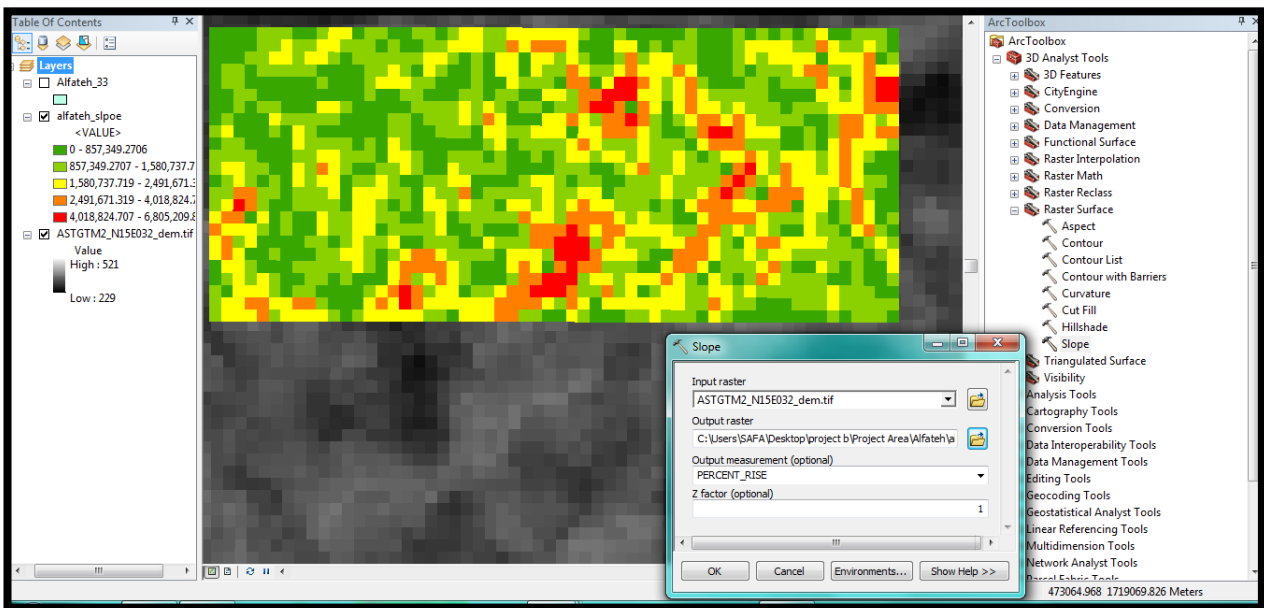 Table Of Contents
Layers
Alfateh_33
alfateh_slpoe
<VALUE>
0 - 857,349.2706
857,349.2707 - 1,580,737.7
1,580,737.719 - 2,491,671.3
2,491,671.319 - 4,018,824.7
4,018,824.707 - 6,805,209.8
ASTGTM2_N15E032_dem.tif
Value
High : 521
Low : 229
Slope
Input raster
ASTGTM2_N15E032_dem.tif
Output raster
C:\Users\SAFA\Desktop\project b\Project Area\Alfateh\a
Output measurement (optional)
PERCENT_RISE
Z factor (optional)
1
OK
Cancel
Environments...
Show Help >>
ArcToolbox
ArcToolbox
3D Analyst Tools
3D Features
CityEngine
Conversion
Data Management
Functional Surface
Raster Interpolation
Raster Math
Raster Reclass
Raster Surface
Aspect
Contour
Contour List
Contour with Barriers
Curvature
Cut Fill
Hillshade
Slope
Triangulated Surface
Visibility
Analysis Tools
Cartography Tools
Conversion Tools
Data Interoperability Tools
Data Management Tools
Editing Tools
Geocoding Tools
Geostatistical Analyst Tools
Linear Referencing Tools
Multidimension Tools
Network Analyst Tools
Parcel Fabric Tools
473064.968 1719069.826 Meters